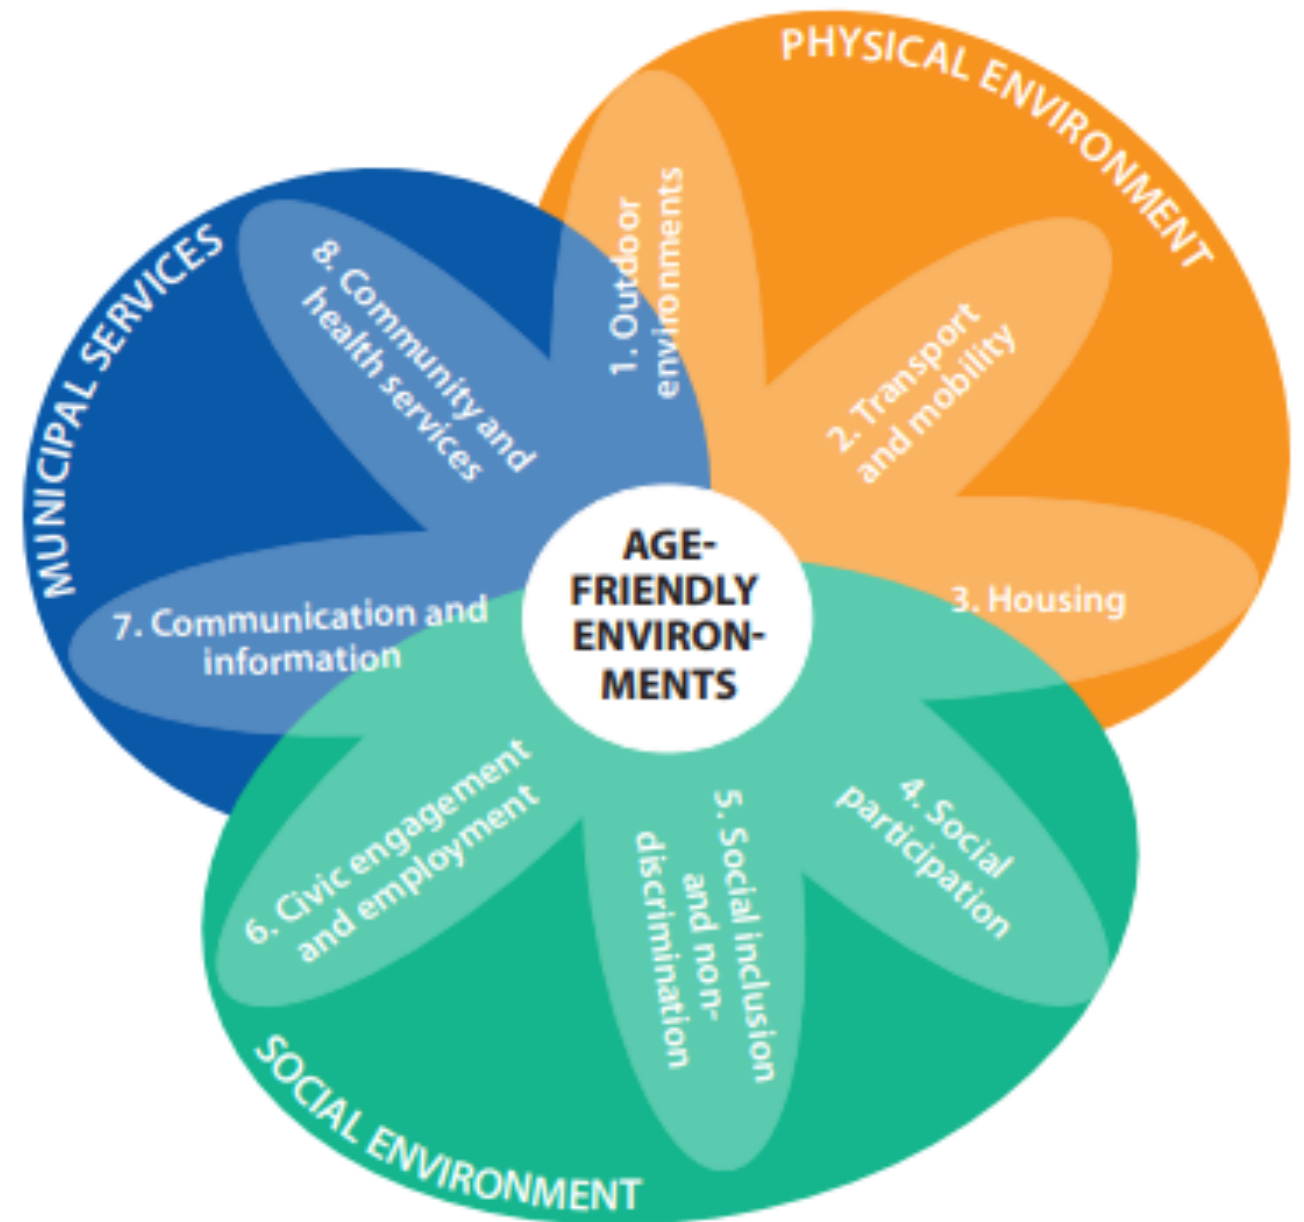 PHYSICAL ENVIRONMENT
1. Outdoor
environments
2. Transport
and mobility
3. Housing
MUNICIPAL SERVICES
8. Community and
health services
7. Communication and
information
AGE-
FRIENDLY
ENVIRON-
MENTS
4. Social
participation
5. Social inclusion
and non-
discrimination
6. Civic engagement
and employment
SOCIAL ENVIRONMENT